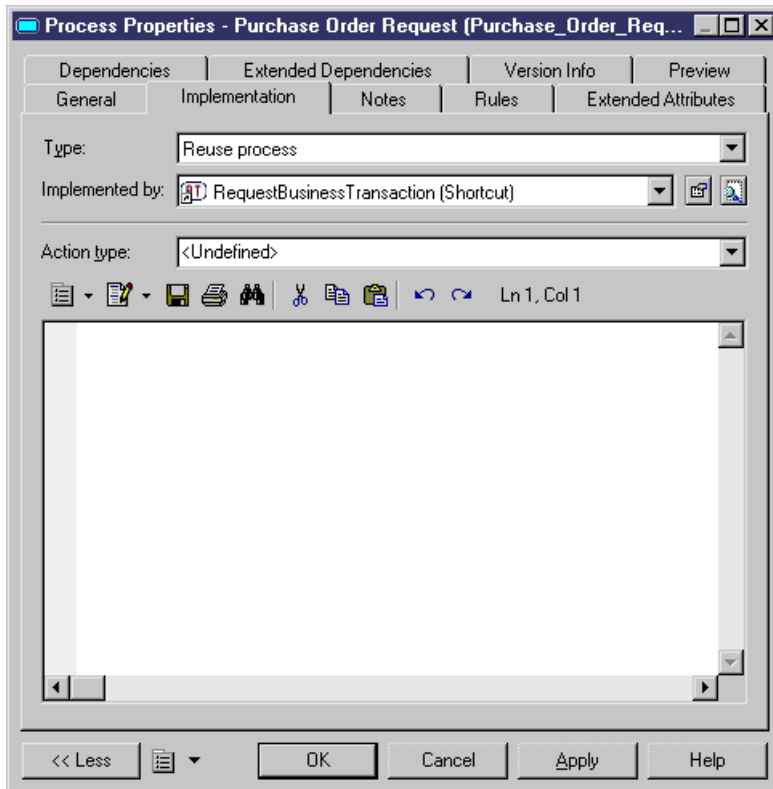 Process Properties - Purchase Order Request (Purchase_Order_Req...
Dependencies Extended Dependencies Version Info Preview
General Implementation Notes Rules Extended Attributes
Type: Reuse process
Implemented by: RequestBusinessTransaction (Shortcut)
Action type: <Undefined>
Ln 1, Col 1
<< Less OK Cancel Apply Help